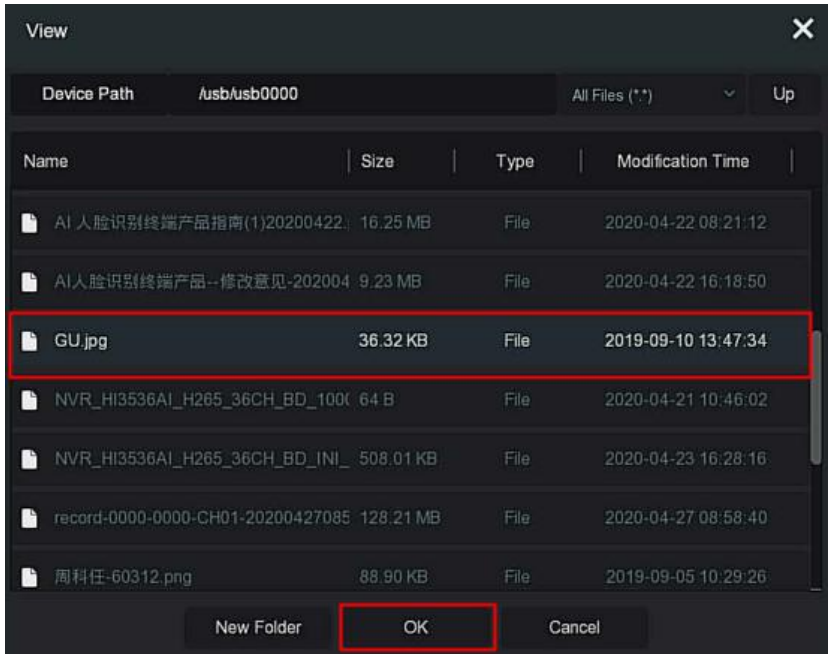 View
Device Path /usb/usb0000 All Files (*.*) Up
Name Size Type Modification Time
AI 人脸识别终端产品指南(1)20200422. 16.25 MB File 2020-04-22 08:21:12
AI人脸识别终端产品--修改意见-202004 9.23 MB File 2020-04-22 16:18:50
GU.jpg 36.32 KB File 2019-09-10 13:47:34
NVR_HI3536AI_H265_36CH_BD_100( 64 B File 2020-04-21 10:46:02
NVR_HI3536AI_H265_36CH_BD_INI_ 508.01 KB File 2020-04-23 16:28:16
record-0000-0000-CH01-20200427085 128.21 MB File 2020-04-27 08:58:40
周科任-60312.png 88.90 KB File 2019-09-05 10:29:26
New Folder OK Cancel